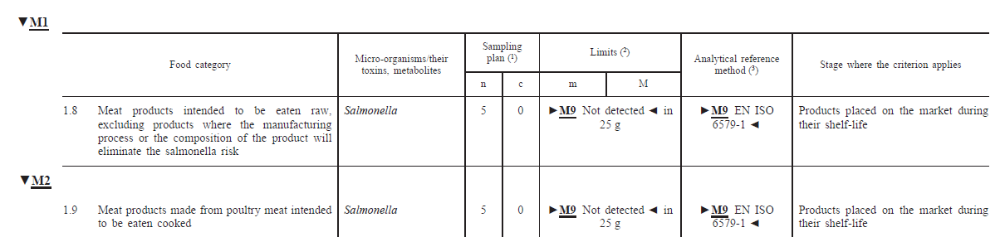 ▼M1
Food category
Micro-organisms/their
toxins, metabolites
Sampling
plan (¹)
Limits (²)
Analytical reference
method (³)
Stage where the criterion applies
n
c
m
M
1.8 Meat products intended to be eaten raw, Salmonella 5 0 ►M9 Not detected ◄ in ►M9 EN ISO Products placed on the market during
excluding products where the manufacturing 25 g 6579-1 ◄ their shelf-life
process or the composition of the product will
eliminate the salmonella risk
▼M2
1.9 Meat products made from poultry meat intended Salmonella 5 0 ►M9 Not detected ◄ in ►M9 EN ISO Products placed on the market during
to be eaten cooked 25 g 6579-1 ◄ their shelf-life